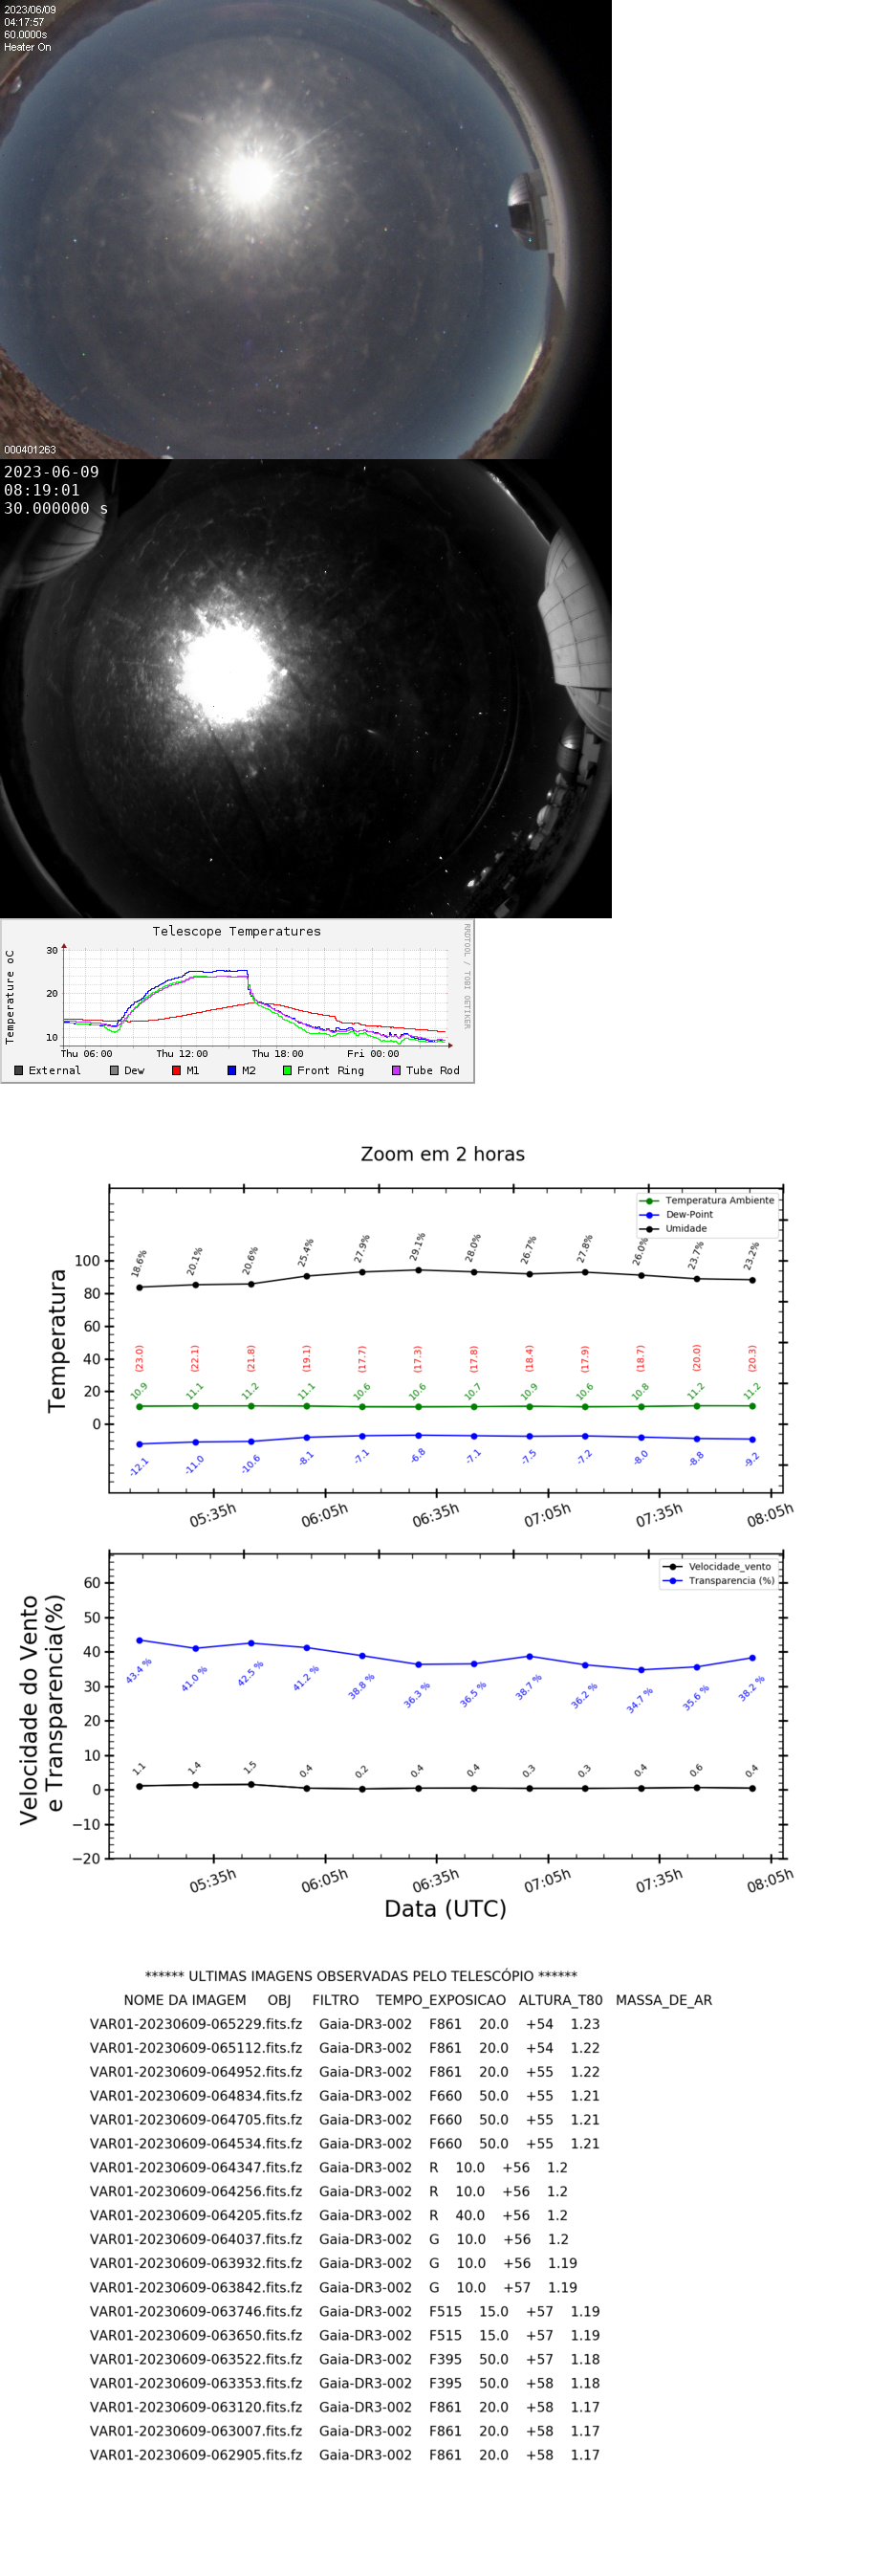 2023/06/09
04:17:57
60.0000s
Heater On
000401263
2023-06-09
08:19:01
30.000000 s
Telescope Temperatures
Temperature oC
30
20
10
Thu 06:00 Thu 12:00 Thu 18:00 Fri 00:00
External Dew M1 M2 Front Ring Tube Rod
RRDTOOL / TOBI OETIKER
Zoom em 2 horas
Temperatura Ambiente
Dew-Point
Umidade
Temperatura
100
80
60
40
20
0
18.6% 20.1% 20.6% 25.4% 27.9% 29.1% 28.0% 26.7% 27.8% 26.0% 23.7% 23.2%
(23.0) (22.1) (21.8) (19.1) (17.7) (17.3) (17.8) (18.4) (17.9) (18.7) (20.0) (20.3)
10.9 11.1 11.2 11.1 10.6 10.6 10.7 10.9 10.6 10.8 11.2 11.2
-12.1 -11.0 -10.6 -8.1 -7.1 -6.8 -7.1 -7.5 -7.2 -8.0 -8.8 -9.2
05:35h 06:05h 06:35h 07:05h 07:35h 08:05h
Velocidade_vento
Transparencia (%)
Velocidade do Vento
e Transparencia(%)
60
50
40
30
20
10
0
−10
−20
43.4 % 41.0 % 42.5 % 41.2 % 38.8 % 36.3 % 36.5 % 38.7 % 36.2 % 34.7 % 35.6 % 38.2 %
1.1 1.4 1.5 0.4 0.2 0.4 0.4 0.3 0.3 0.4 0.6 0.4
05:35h 06:05h 06:35h 07:05h 07:35h 08:05h
Data (UTC)
****** ULTIMAS IMAGENS OBSERVADAS PELO TELESCÓPIO ******
NOME DA IMAGEM OBJ FILTRO TEMPO_EXPOSICAO ALTURA_T80 MASSA_DE_AR
VAR01-20230609-065229.fits.fz Gaia-DR3-002 F861 20.0 +54 1.23
VAR01-20230609-065112.fits.fz Gaia-DR3-002 F861 20.0 +54 1.22
VAR01-20230609-064952.fits.fz Gaia-DR3-002 F861 20.0 +55 1.22
VAR01-20230609-064834.fits.fz Gaia-DR3-002 F660 50.0 +55 1.21
VAR01-20230609-064705.fits.fz Gaia-DR3-002 F660 50.0 +55 1.21
VAR01-20230609-064534.fits.fz Gaia-DR3-002 F660 50.0 +55 1.21
VAR01-20230609-064347.fits.fz Gaia-DR3-002 R 10.0 +56 1.2
VAR01-20230609-064256.fits.fz Gaia-DR3-002 R 10.0 +56 1.2
VAR01-20230609-064205.fits.fz Gaia-DR3-002 R 40.0 +56 1.2
VAR01-20230609-064037.fits.fz Gaia-DR3-002 G 10.0 +56 1.2
VAR01-20230609-063932.fits.fz Gaia-DR3-002 G 10.0 +56 1.19
VAR01-20230609-063842.fits.fz Gaia-DR3-002 G 10.0 +57 1.19
VAR01-20230609-063746.fits.fz Gaia-DR3-002 F515 15.0 +57 1.19
VAR01-20230609-063650.fits.fz Gaia-DR3-002 F515 15.0 +57 1.19
VAR01-20230609-063522.fits.fz Gaia-DR3-002 F395 50.0 +57 1.18
VAR01-20230609-063353.fits.fz Gaia-DR3-002 F395 50.0 +58 1.18
VAR01-20230609-063120.fits.fz Gaia-DR3-002 F861 20.0 +58 1.17
VAR01-20230609-063007.fits.fz Gaia-DR3-002 F861 20.0 +58 1.17
VAR01-20230609-062905.fits.fz Gaia-DR3-002 F861 20.0 +58 1.17